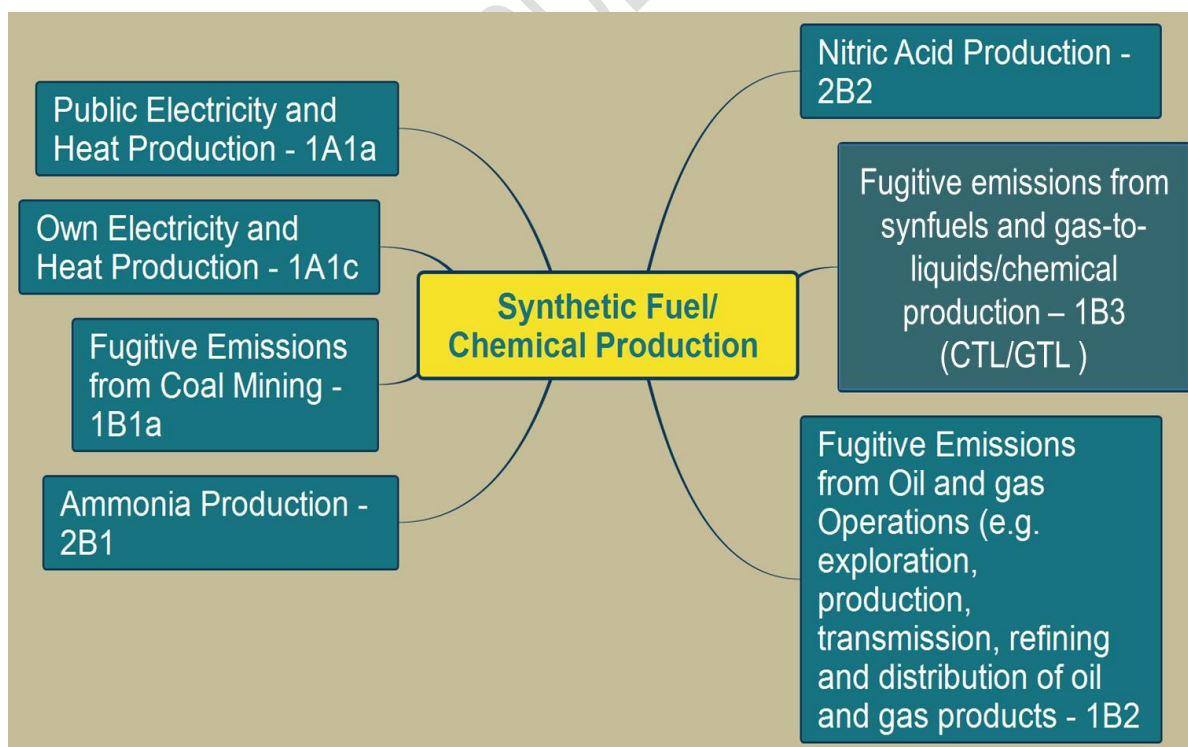 Public Electricity and
Heat Production - 1A1a
Own Electricity and
Heat Production - 1A1c
Fugitive Emissions
from Coal Mining -
1B1a
Ammonia Production -
2B1
Synthetic Fuel/
Chemical Production
Nitric Acid Production -
2B2
Fugitive emissions from
synfuels and gas-to-
liquids/chemical
production – 1B3
(CTL/GTL )
Fugitive Emissions
from Oil and gas
Operations (e.g.
exploration,
production,
transmission, refining
and distribution of oil
and gas products - 1B2